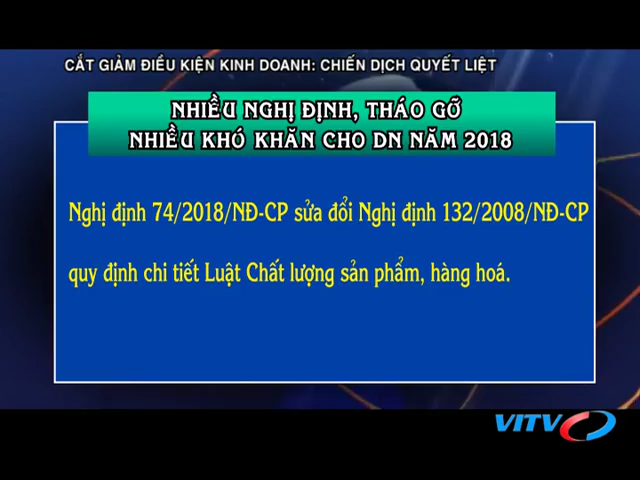 CẮT GIẢM ĐIỀU KIỆN KINH DOANH: CHIẾN DỊCH QUYẾT LIỆT
NHIỀU NGHỊ ĐỊNH, THÁO GỠ
NHIỀU KHÓ KHĂN CHO DN NĂM 2018
Nghị định 74/2018/NĐ-CP sửa đổi Nghị định 132/2008/NĐ-CP
quy định chi tiết Luật Chất lượng sản phẩm, hàng hoá.
VITV